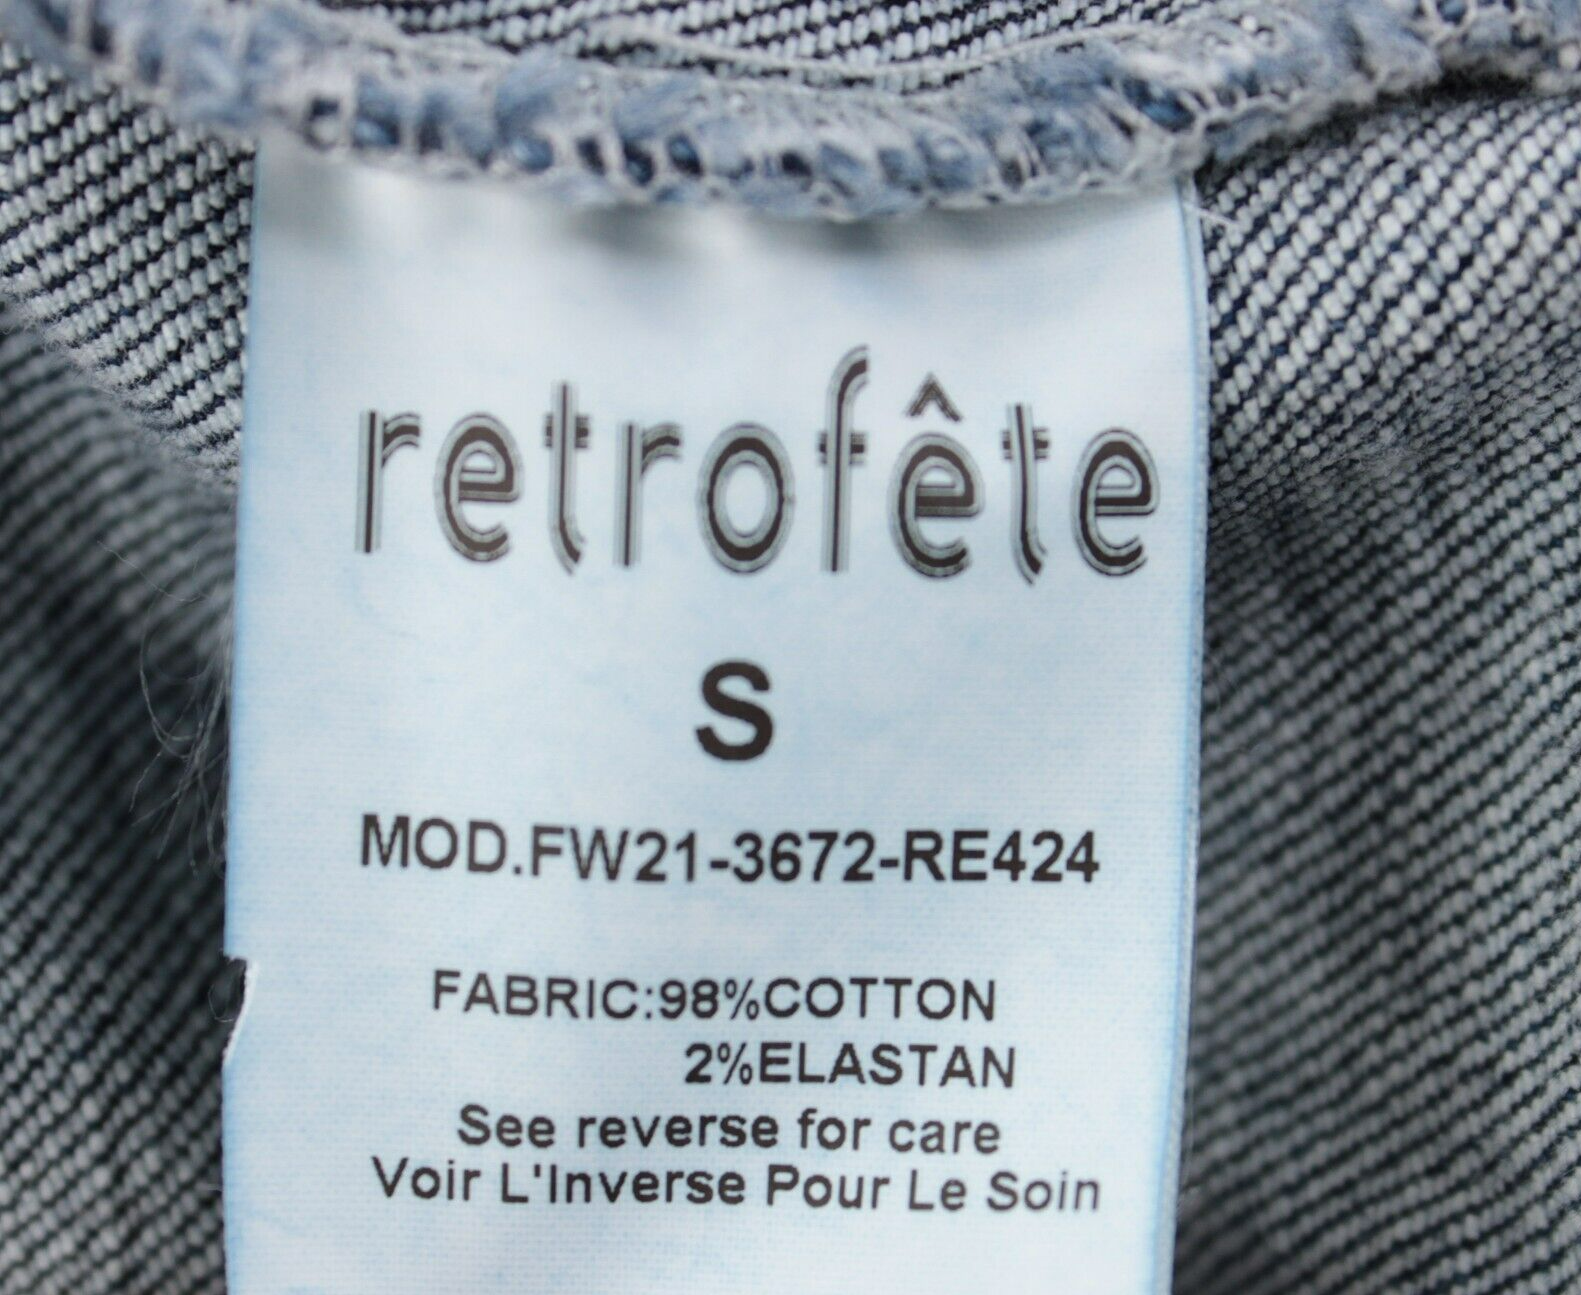 retrofête
S
MOD.FW21-3672-RE424
FABRIC:98%COTTON
2%ELASTAN
See reverse for care
Voir L'Inverse Pour Le Soin